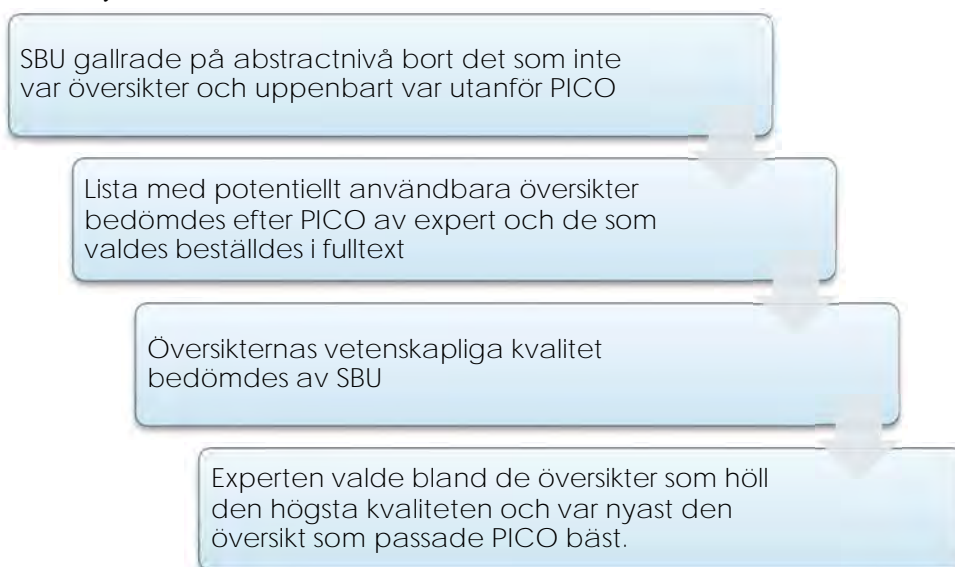 SBU gallrade på abstractnivå bort det som inte
var översikter och uppenbart var utanför PICO
Lista med potentiellt användbara översikter
bedömdes efter PICO av expert och de som
valdes beställdes i fulltext
Översikternas vetenskapliga kvalitet
bedömdes av SBU
Experten valde bland de översikter som höll
den högsta kvaliteten och var nyast den
översikt som passade PICO bäst.